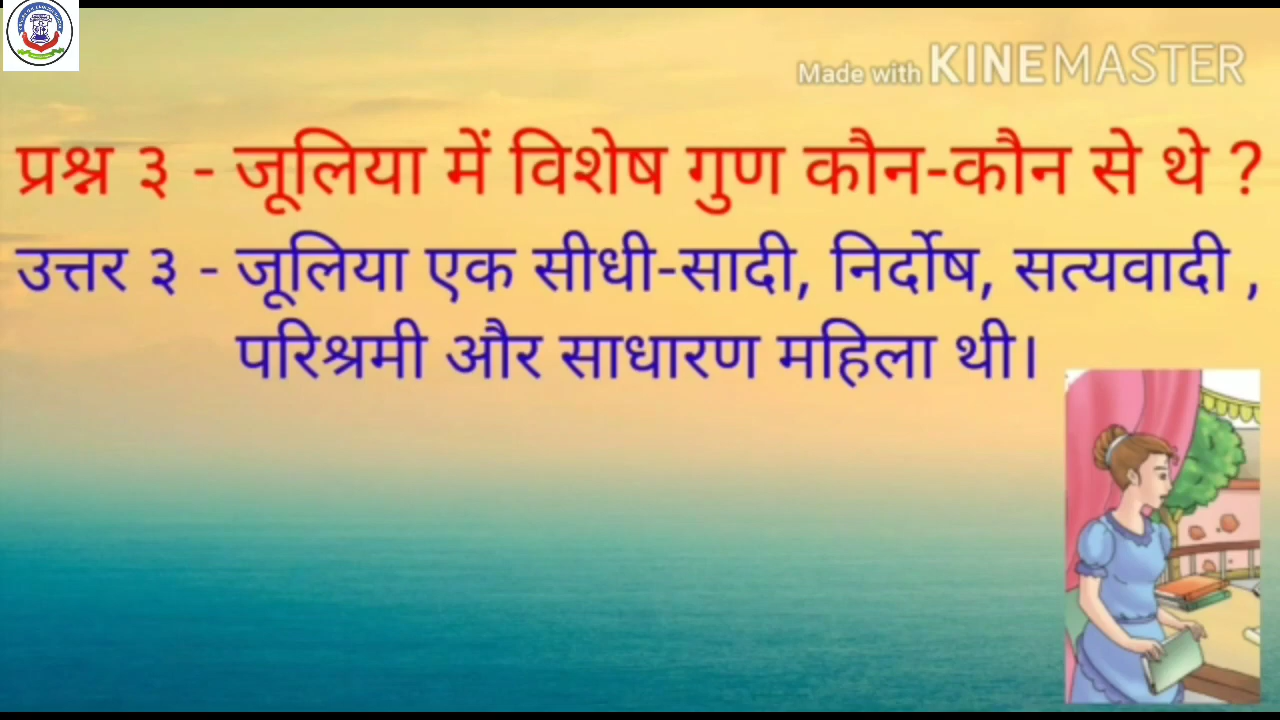 Made with KINEMASTER
प्रश्न ३ - जूलिया में विशेष गुण कौन-कौन से थे ?
उत्तर ३ - जूलिया एक सीधी-सादी, निर्दोष, सत्यवादी ,
परिश्रमी और साधारण महिला थी।